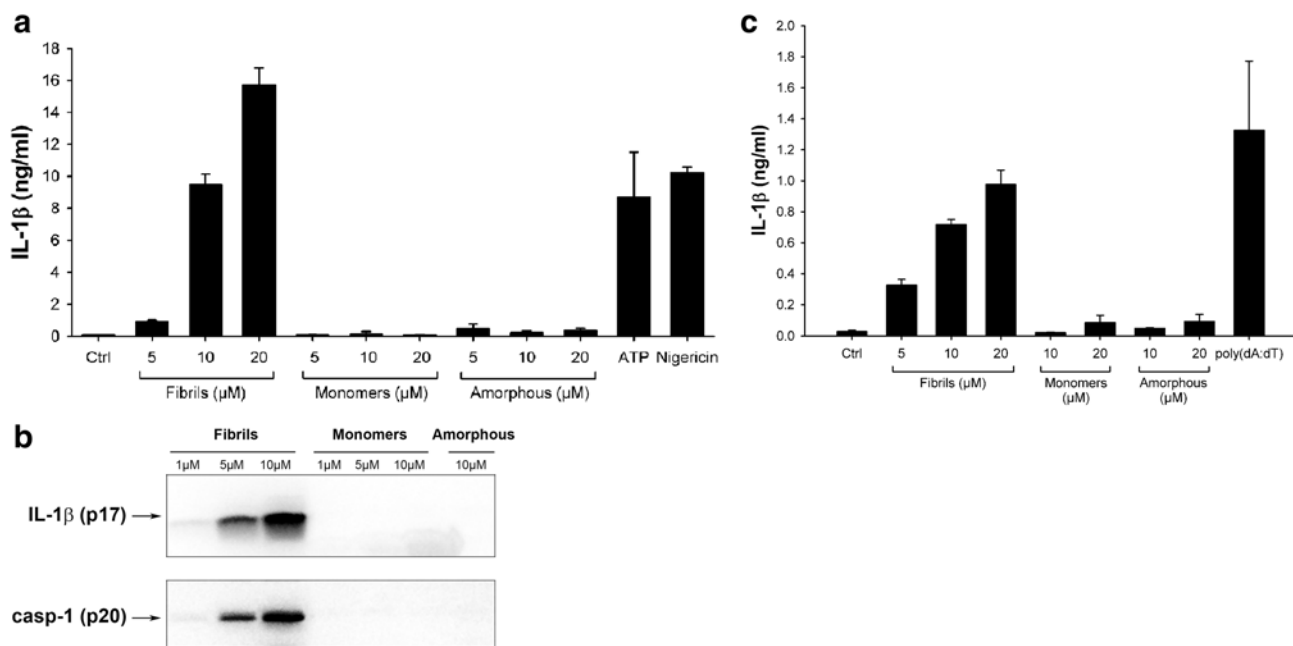 a
IL-1β (ng/ml)
18
16
14
12
10
8
6
4
2
0
Ctrl 5 10 20 5 10 20 5 10 20 ATP Nigericin
Fibrils (μM) Monomers (μM) Amorphous (μM)
c
IL-1β (ng/ml)
2.0
1.8
1.6
1.4
1.2
1.0
0.8
0.6
0.4
0.2
0.0
Ctrl 5 10 20 10 20 10 20 poly(dA:dT)
Fibrils (μM) Monomers Amorphous
(μM) (μM)
b
Fibrils Monomers Amorphous
1μM 5μM 10μM 1μM 5μM 10μM 10μM
IL-1β (p17)
casp-1 (p20)